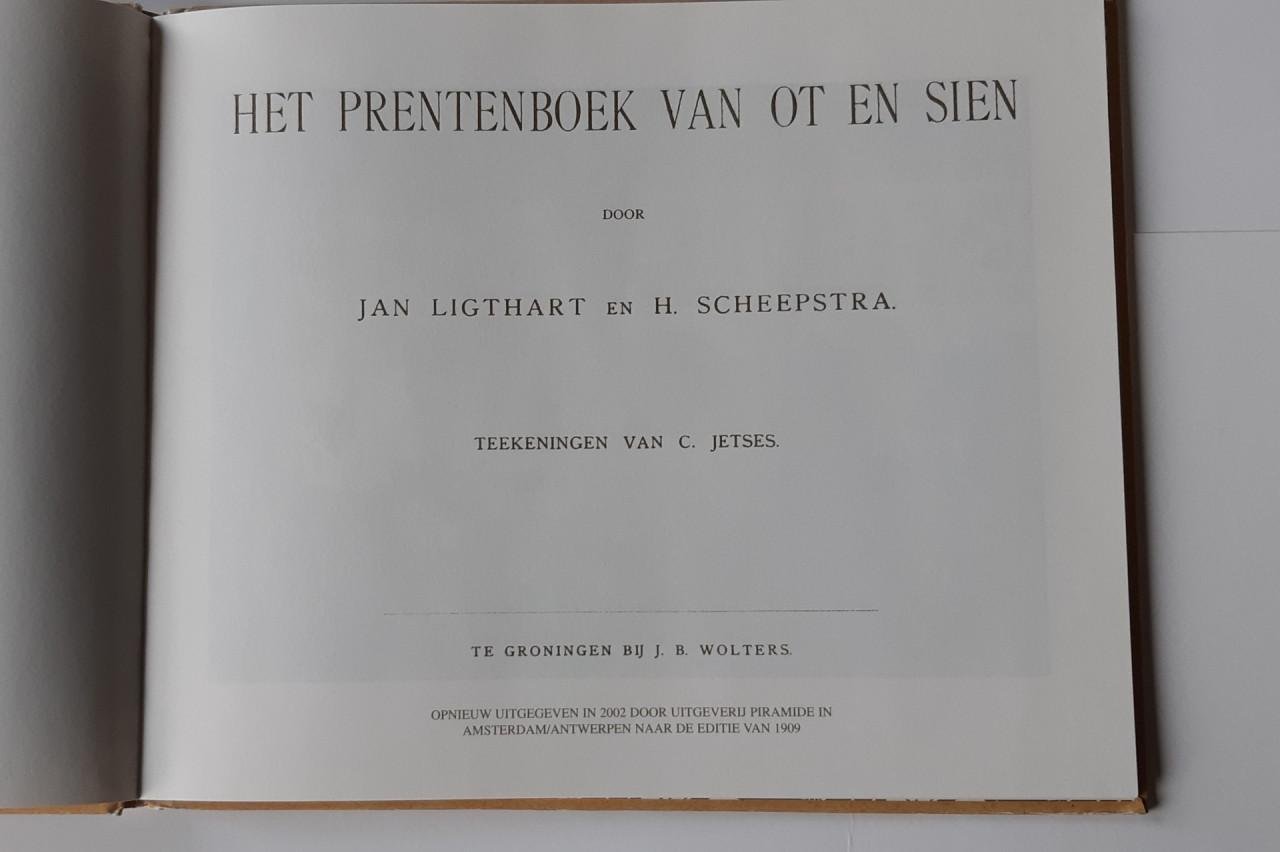 HET PRENTENBOEK VAN OT EN SIEN
DOOR
JAN LIGTHART EN H. SCHEEPSTRA.
TEEKENINGEN VAN C. JETSES.
TE GRONINGEN BIJ J. B. WOLTERS.
OPNIEUW UITGEGEVEN IN 2002 DOOR UITGEVERIJ PIRAMIDE IN
AMSTERDAM/ANTWERPEN NAAR DE EDITIE VAN 1909